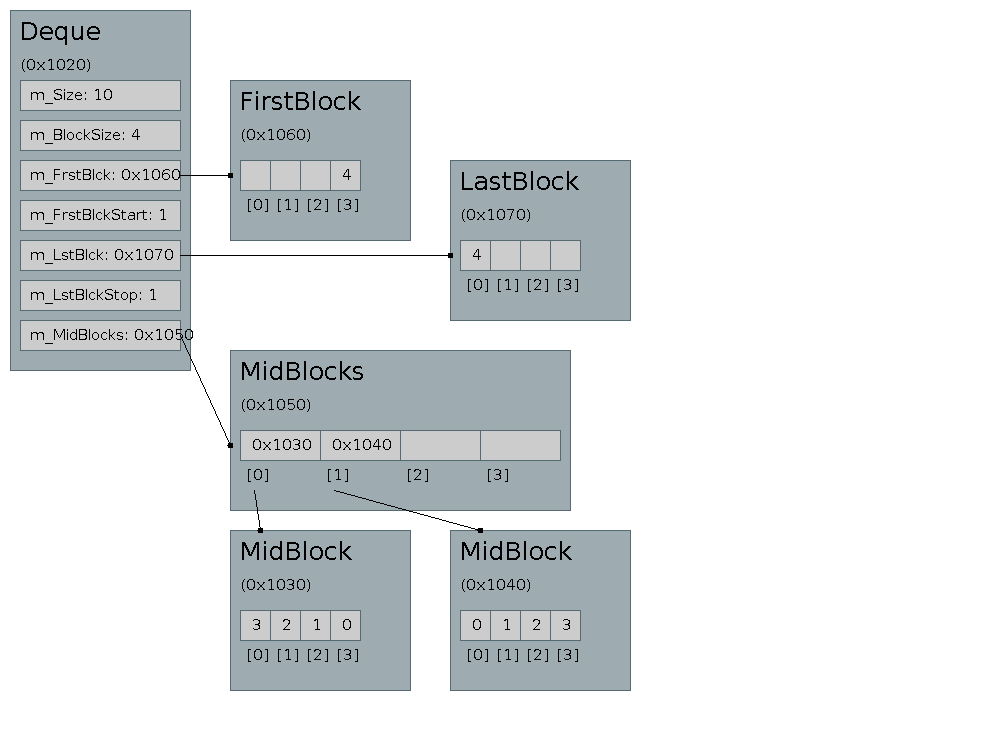 Deque
(0x1020)
m_Size: 10
m_BlockSize: 4
m_FrstBlck: 0x1060
m_FrstBlckStart: 1
m_LstBlck: 0x1070
m_LstBlckStop: 1
m_MidBlocks: 0x1050
FirstBlock
(0x1060)
4
[0] [1] [2] [3]
LastBlock
(0x1070)
4
[0] [1] [2] [3]
MidBlocks
(0x1050)
0x1030 0x1040
[0] [1] [2] [3]
MidBlock
(0x1030)
3 2 1 0
[0] [1] [2] [3]
MidBlock
(0x1040)
0 1 2 3
[0] [1] [2] [3]